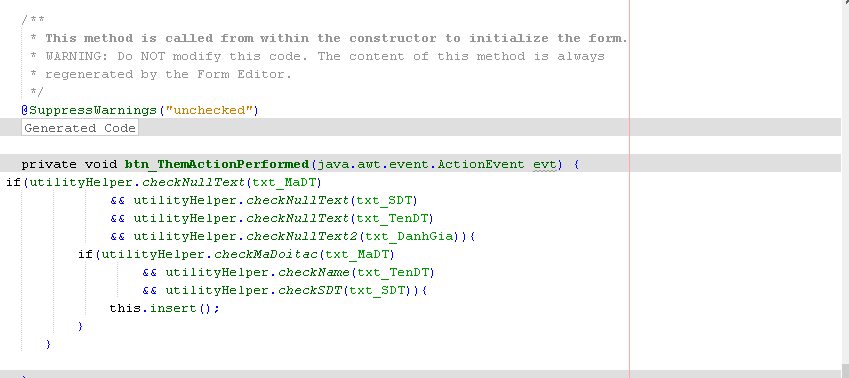 /**
 * This method is called from within the constructor to initialize the form.
 * WARNING: Do NOT modify this code. The content of this method is always
 * regenerated by the Form Editor.
 */
@SuppressWarnings("unchecked")
Generated Code
private void btn_ThemActionPerformed(java.awt.event.ActionEvent evt) {
if(utilityHelper.checkNullText(txt_MaDT)
&& utilityHelper.checkNullText(txt_SDT)
&& utilityHelper.checkNullText(txt_TenDT)
&& utilityHelper.checkNullText2(txt_DanhGia)){
if(utilityHelper.checkMaDoitac(txt_MaDT)
&& utilityHelper.checkName(txt_TenDT)
&& utilityHelper.checkSDT(txt_SDT)){
this.insert();
}
}